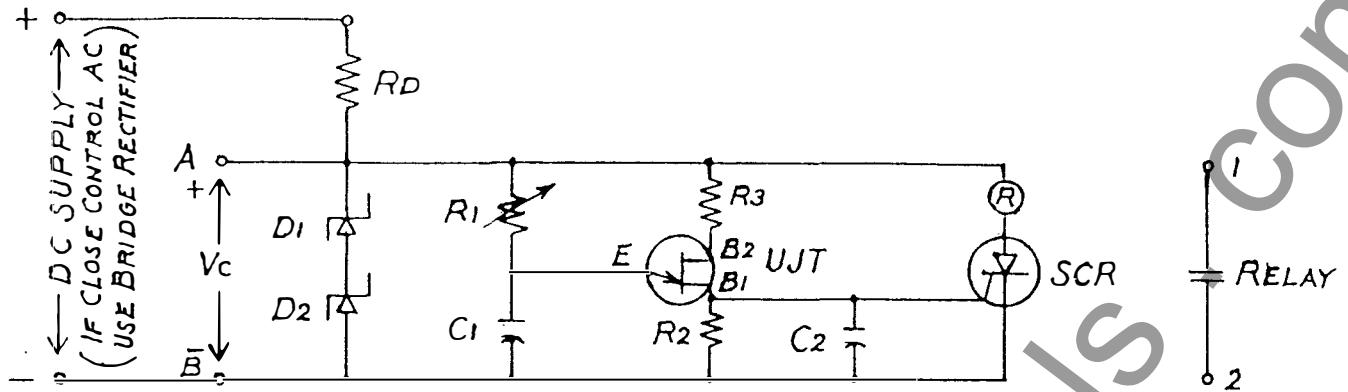 +
DC SUPPLY
(IF CLOSE CONTROL AC
USE BRIDGE RECTIFIER)
RD
A
+
VC
D1
D2
R1
C1
E
R3
B2
UJT
B1
R2
C2
R
SCR
1
RELAY
2
B
-